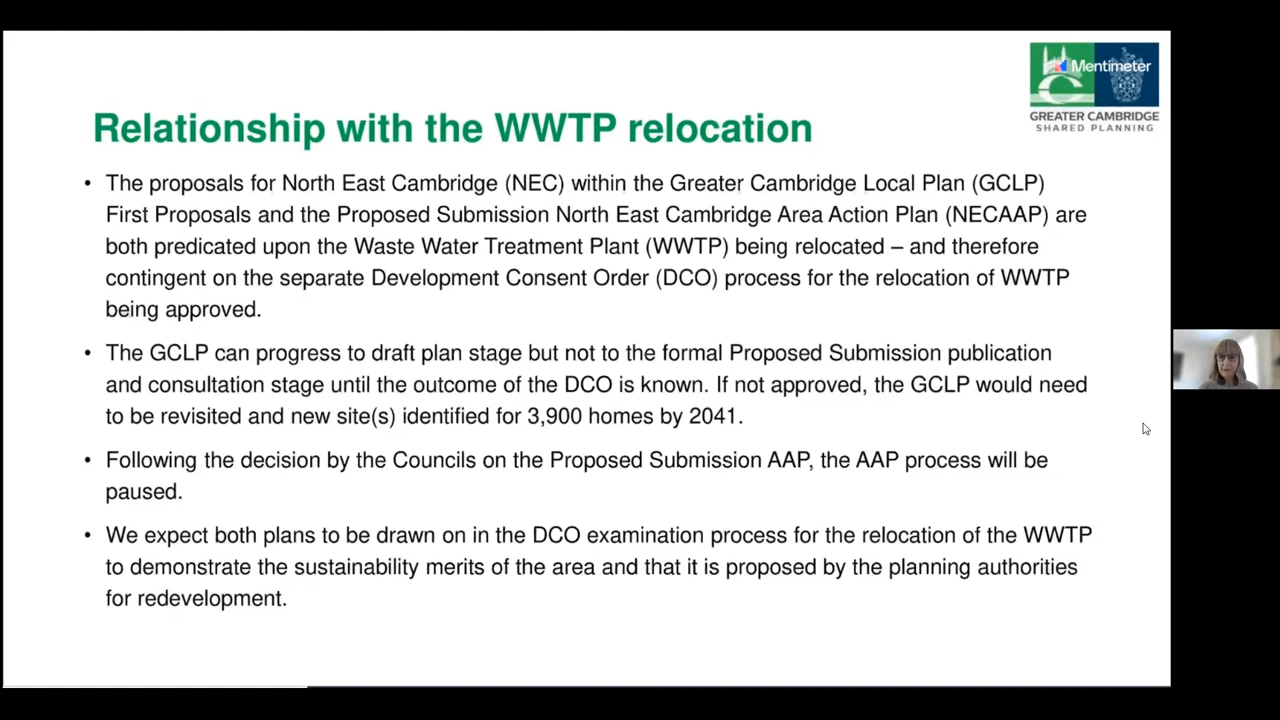 Mentimeter
GREATER CAMBRIDGE
SHARED PLANNING
Relationship with the WWTP relocation
• The proposals for North East Cambridge (NEC) within the Greater Cambridge Local Plan (GCLP)
First Proposals and the Proposed Submission North East Cambridge Area Action Plan (NECAAP) are
both predicated upon the Waste Water Treatment Plant (WWTP) being relocated – and therefore
contingent on the separate Development Consent Order (DCO) process for the relocation of WWTP
being approved.
• The GCLP can progress to draft plan stage but not to the formal Proposed Submission publication
and consultation stage until the outcome of the DCO is known. If not approved, the GCLP would need
to be revisited and new site(s) identified for 3,900 homes by 2041.
• Following the decision by the Councils on the Proposed Submission AAP, the AAP process will be
paused.
• We expect both plans to be drawn on in the DCO examination process for the relocation of the WWTP
to demonstrate the sustainability merits of the area and that it is proposed by the planning authorities
for redevelopment.